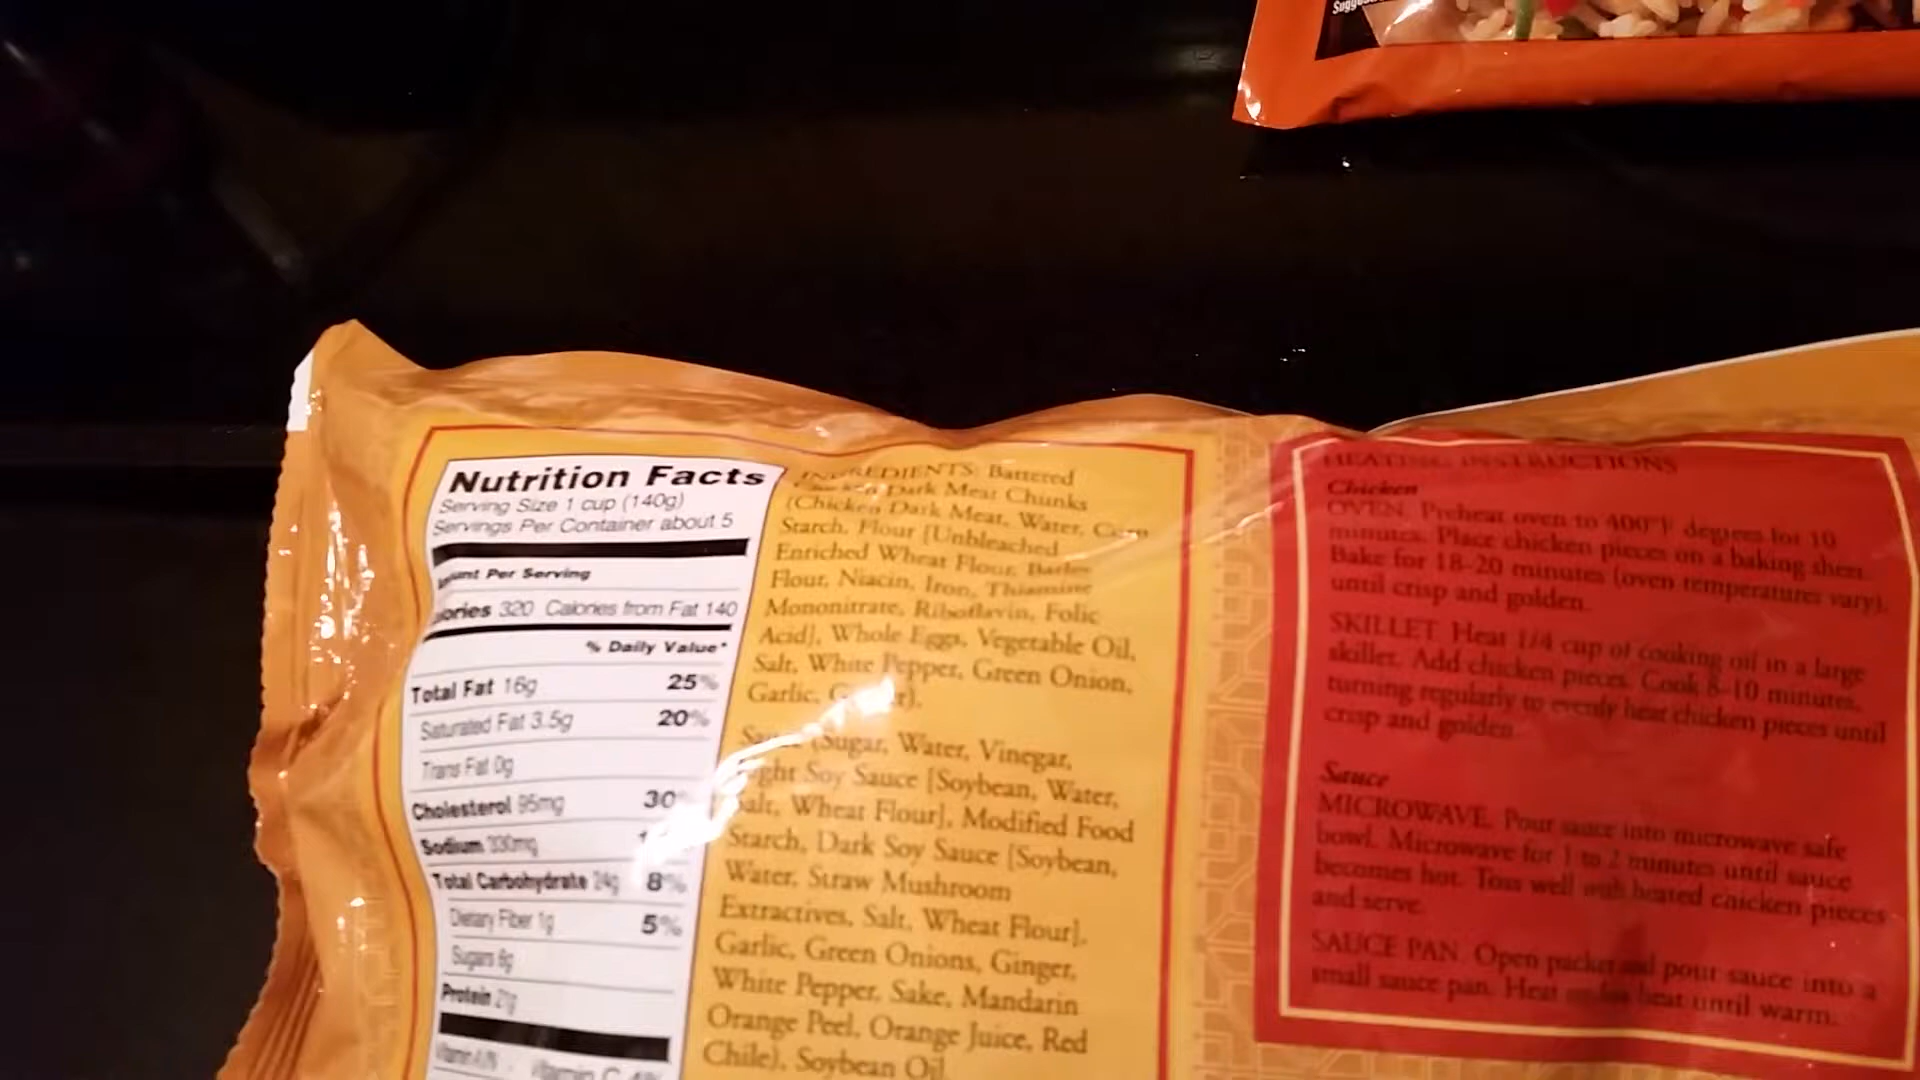 Nutrition Facts
Serving Size 1 cup (140g)
Servings Per Container about 5
Per Serving
320 Calories from Fat 140
% Daily Value*
Total Fat 16g 25%
Saturated Fat 3.5g 20%
Trans Fat 0g
Cholesterol 95mg 30
Sodium 330mg
Total Carbohydrate 24g 8%
Dietary Fiber 1g 5%
Sugars 8g
Protein 21g
Vitamin C 4%
INGREDIENTS: Battered
Chicken Dark Meat Chunks
(Chicken Dark Meat, Water, Corn
Starch, Flour [Unbleached
Enriched Wheat Flour, Barley
Flour, Niacin, Iron, Thiamine
Mononitrate, Riboflavin, Folic
Acid], Whole Eggs, Vegetable Oil,
Salt, White Pepper, Green Onion,
Garlic, Ginger),
Sauce (Sugar, Water, Vinegar,
Light Soy Sauce [Soybean, Water,
Salt, Wheat Flour], Modified Food
Starch, Dark Soy Sauce [Soybean,
Water, Straw Mushroom
Extractives, Salt, Wheat Flour],
Garlic, Green Onions, Ginger,
White Pepper, Sake, Mandarin
Orange Peel, Orange Juice, Red
Chile), Soybean Oil.
HEATING INSTRUCTIONS
Chicken
OVEN. Preheat oven to 400°F degrees for 10
minutes. Place chicken pieces on a baking sheet.
Bake for 18-20 minutes (oven temperatures vary),
until crisp and golden.
SKILLET. Heat 1/4 cup of cooking oil in a large
skillet. Add chicken pieces. Cook 8-10 minutes,
turning regularly to evenly heat chicken pieces until
crisp and golden.
Sauce
MICROWAVE. Pour sauce into microwave safe
bowl. Microwave for 1 to 2 minutes until sauce
becomes hot. Toss well with heated chicken pieces
and serve.
SAUCE PAN. Open packet and pour sauce into a
small sauce pan. Heat heat until warm.